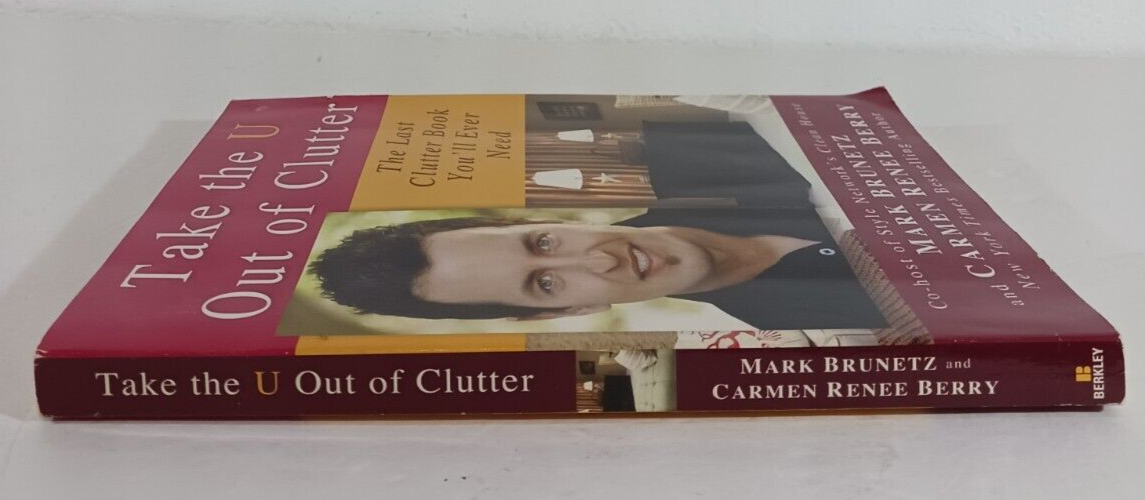 Take the U
Out of Clutter
The Last
Clutter Book
You'll Ever
Need
Co-host of Style Network's Clean House
MARK BRUNETZ
and CARMEN RENEE BERRY
New York Times Bestselling Author
Take the U Out of Clutter
MARK BRUNETZ and
CARMEN RENEE BERRY
B
BERKLEY